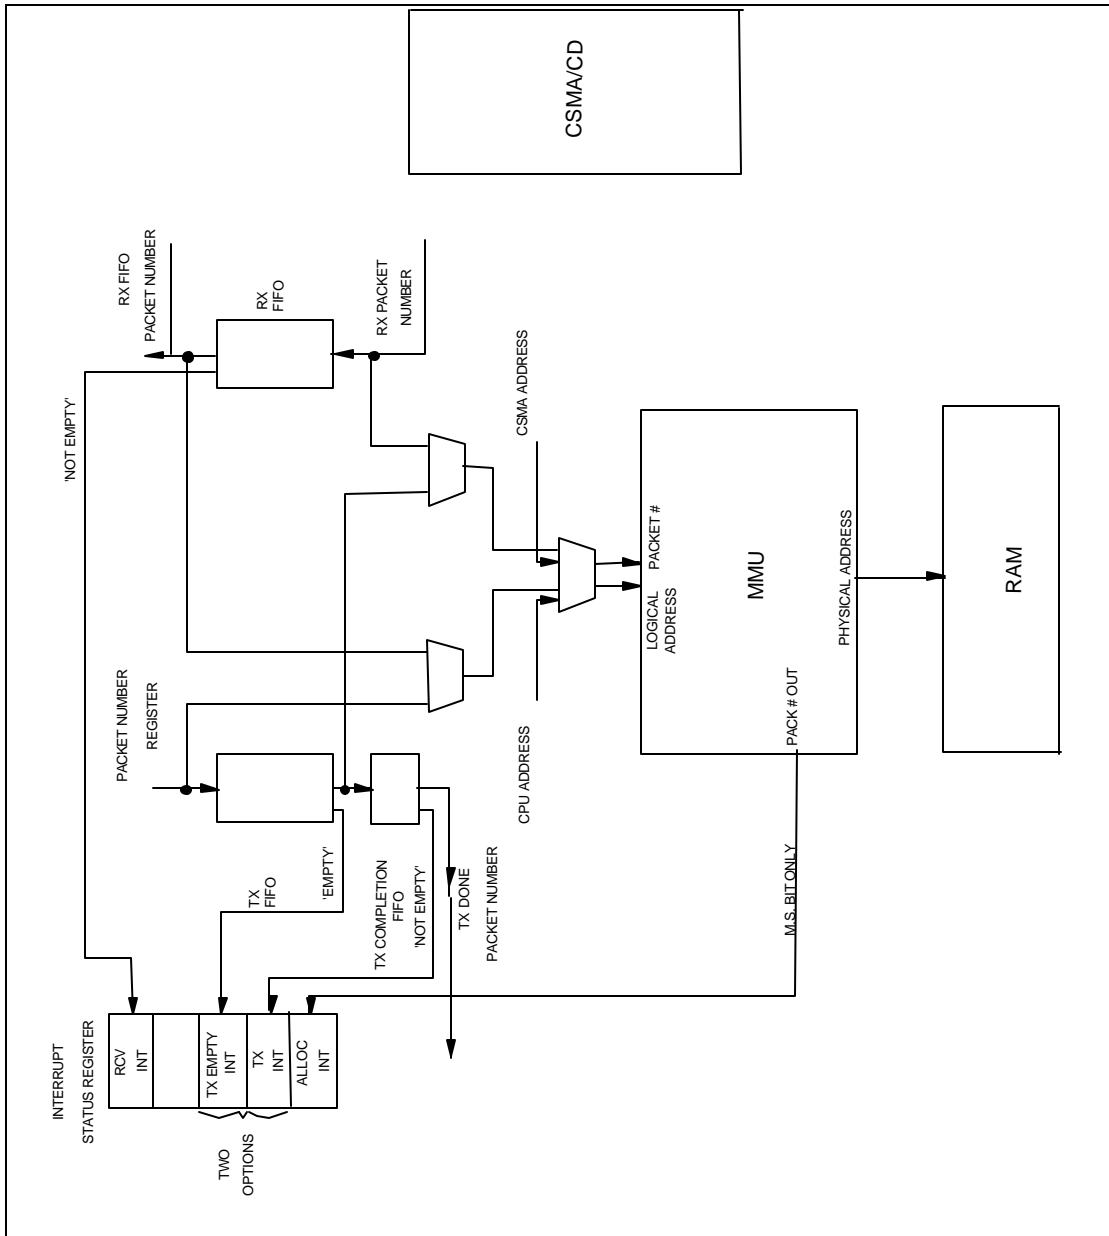 INTERRUPT
STATUS REGISTER
RCV
INT
TX EMPTY
INT
TX
INT
ALLOC
INT
TWO
OPTIONS
'NOT EMPTY'
PACKET NUMBER
REGISTER
TX
FIFO
'EMPTY'
TX COMPLETION
FIFO
'NOT EMPTY'
TX DONE
PACKET NUMBER
RX FIFO
PACKET NUMBER
RX
FIFO
RX PACKET
NUMBER
CPU ADDRESS
CSMA ADDRESS
CSMA/CD
LOGICAL
ADDRESS
PACKET #
MMU
PHYSICAL ADDRESS
PACK # OUT
M.S. BIT ONLY
RAM